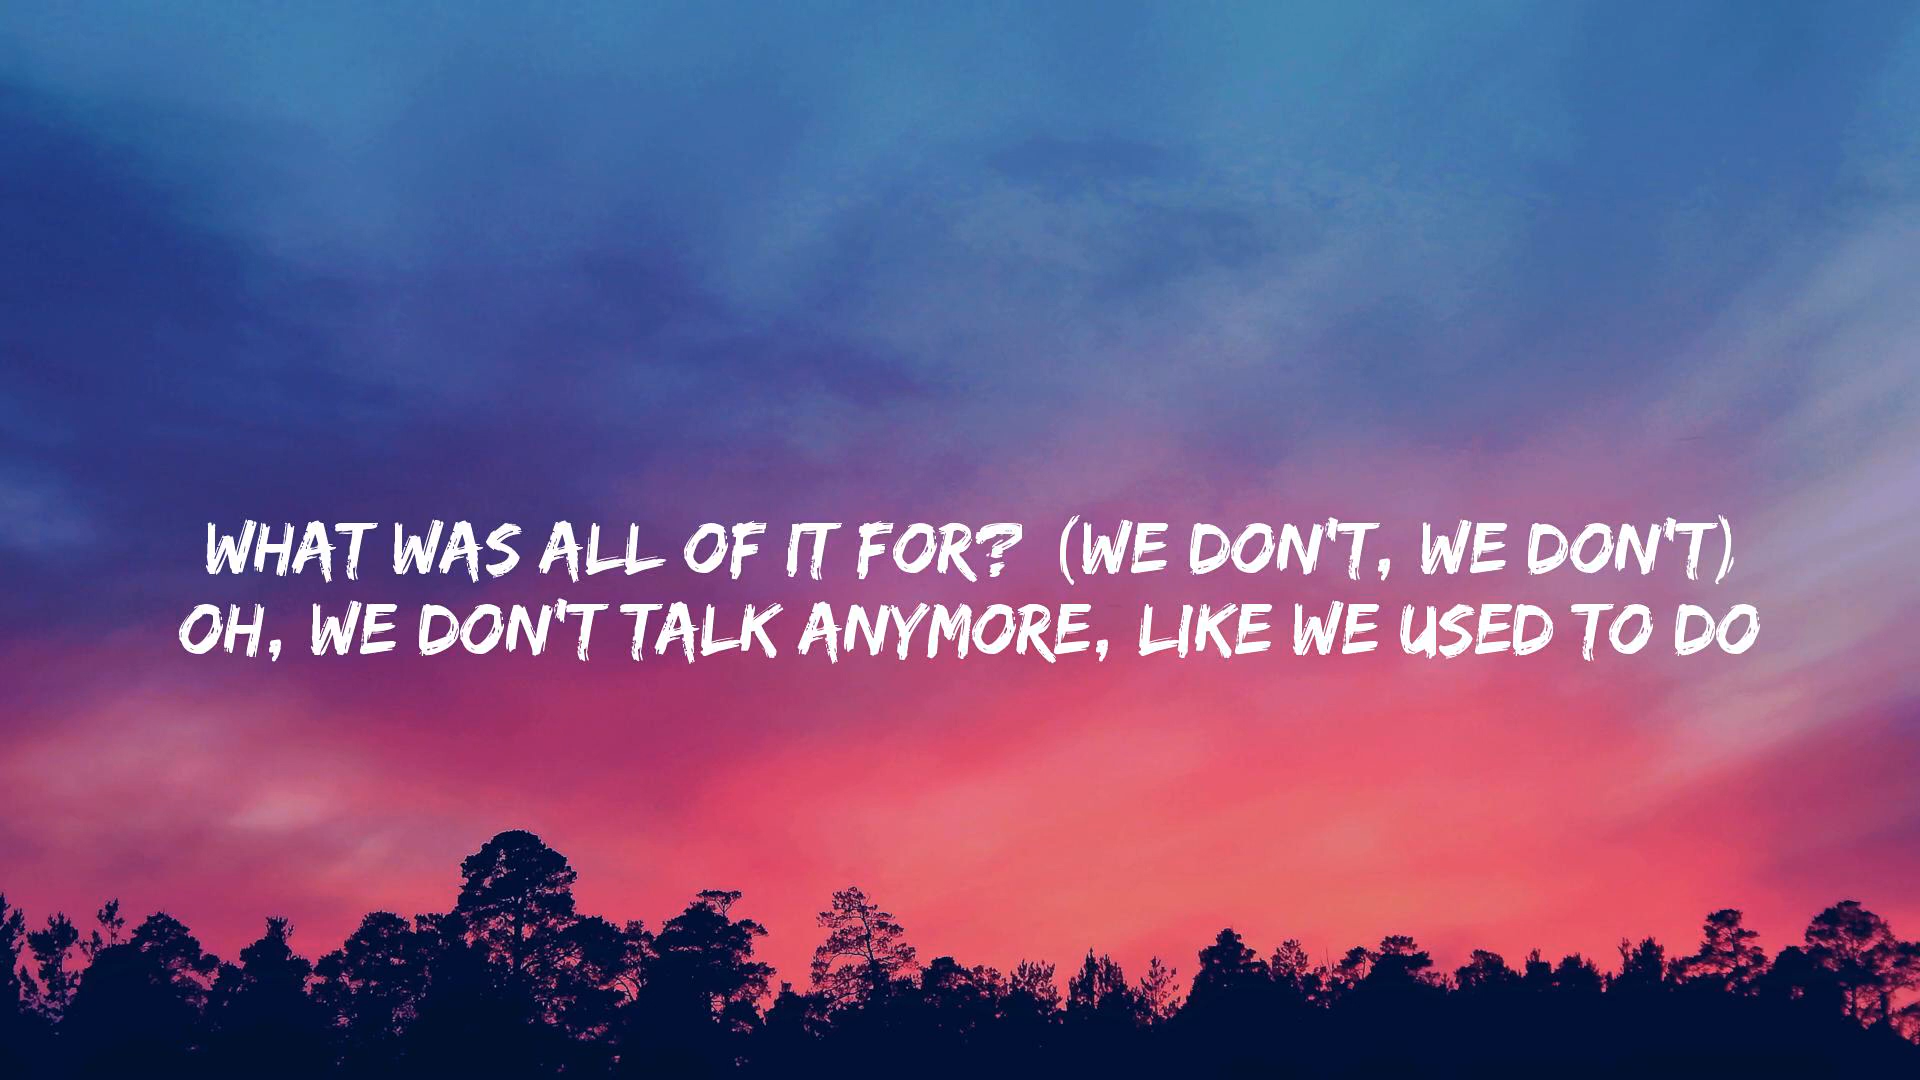 WHAT WAS ALL OF IT FOR? (WE DON'T, WE DON'T)
OH, WE DON'T TALK ANYMORE, LIKE WE USED TO DO